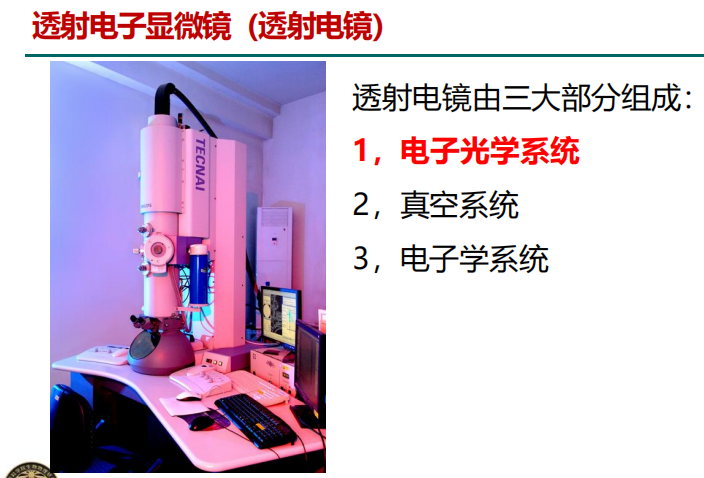 透射电子显微镜（透射电镜）
透射电镜由三大部分组成：
1，电子光学系统
2，真空系统
3，电子学系统
TECNAI